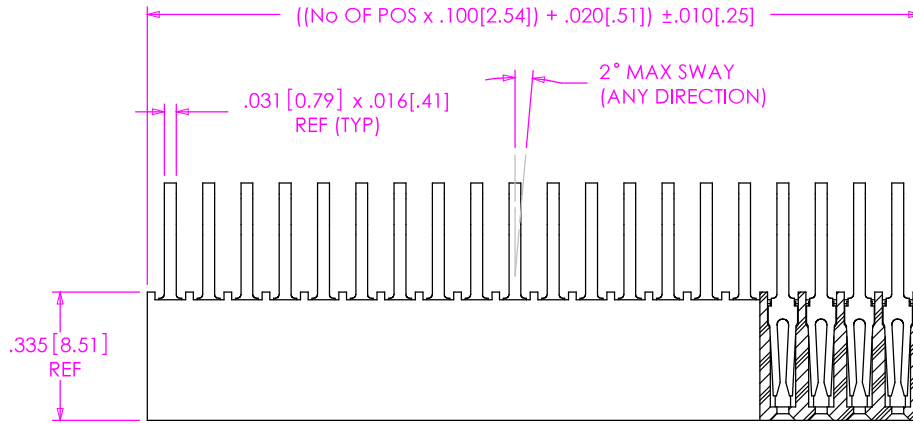 ((No OF POS x .100[2.54]) + .020[.51]) ±.010[.25]
2° MAX SWAY
(ANY DIRECTION)
.031 [0.79] x .016[.41]
REF (TYP)
.335[8.51]
REF